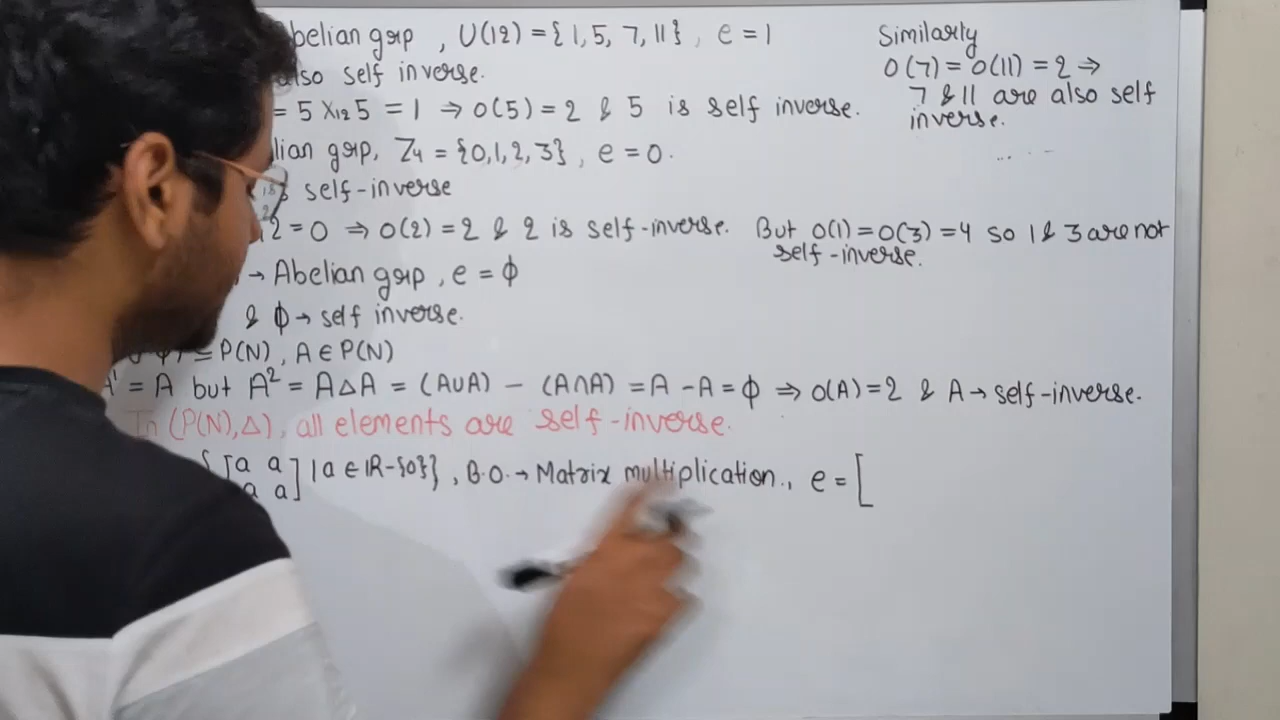 belian grp , U(12) = {1, 5, 7, 11} , e = 1
also self inverse.
= 5 ×₁₂ 5 = 1 ⇒ O(5) = 2 & 5 is self inverse.
Similarly
O(7) = O(11) = 2 ⇒
7 & 11 are also self
inverse.
lian grp, Z₄ = {0,1,2,3} , e = 0.
self-inverse
2 = 0 ⇒ O(2) = 2 & 2 is self-inverse. But O(1) = O(3) = 4 so 1 & 3 are not
self-inverse.
→ Abelian grp , e = ϕ
& ϕ → self inverse.
P(N) , A ∈ P(N)
A¹ = A but A² = A Δ A = (A∪A) − (A∩A) = A − A = ϕ ⇒ O(A) = 2 & A → self-inverse.
In (P(N), Δ), all elements are self-inverse.
{[a a
a a] | a ∈ ℝ-{0}} , B.O. → Matrix multiplication., e = [